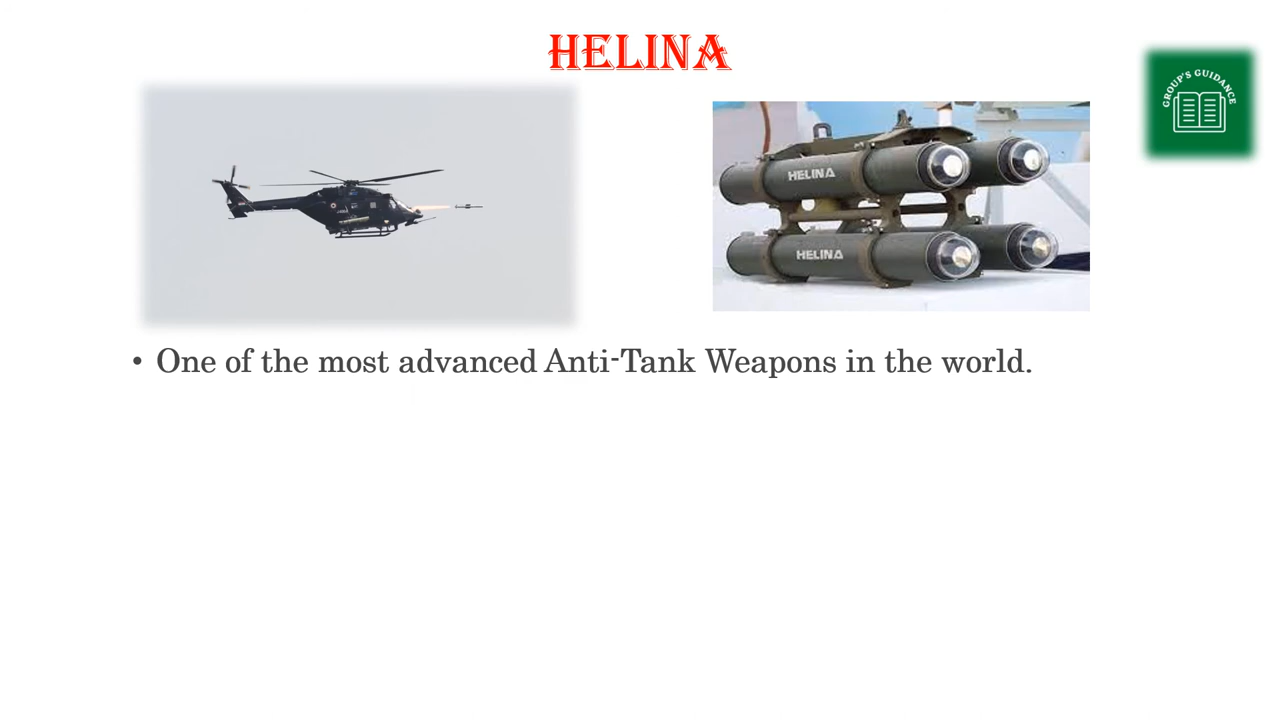 HELINA
GROUP'S GUIDANCE
HELINA
HELINA
• One of the most advanced Anti-Tank Weapons in the world.